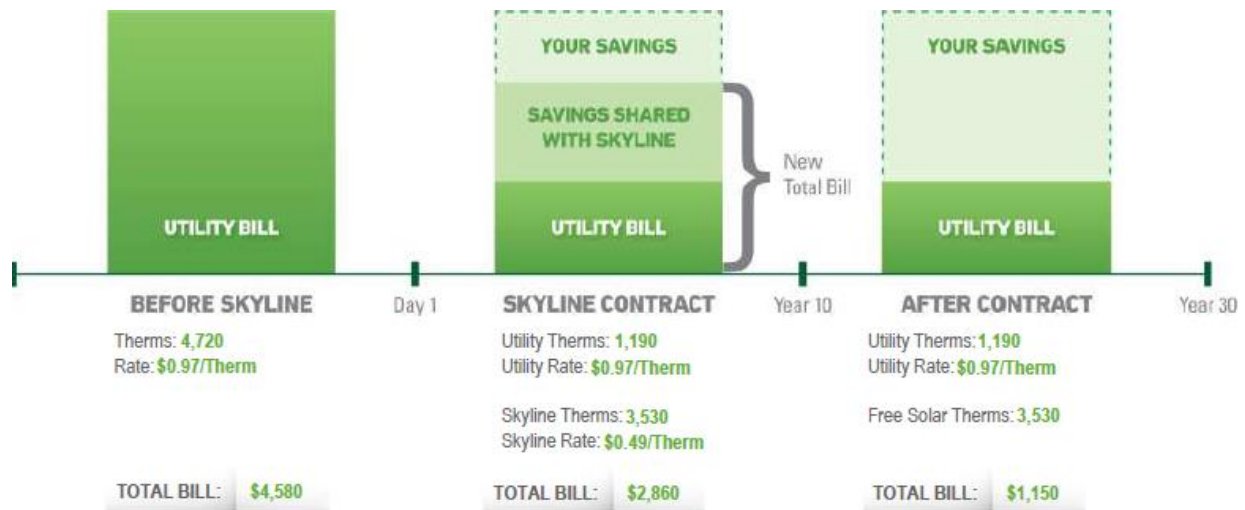 YOUR SAVINGS
YOUR SAVINGS
SAVINGS SHARED
WITH SKYLINE
New
Total Bill
UTILITY BILL
UTILITY BILL
UTILITY BILL
BEFORE SKYLINE
Day 1
SKYLINE CONTRACT
Year 10
AFTER CONTRACT
Year 30
Therms: 4,720
Rate: $0.97/Therm
Utility Therms: 1,190
Utility Rate: $0.97/Therm
Skyline Therms: 3,530
Skyline Rate: $0.49/Therm
Utility Therms: 1,190
Utility Rate: $0.97/Therm
Free Solar Therms: 3,530
TOTAL BILL: $4,580
TOTAL BILL: $2,860
TOTAL BILL: $1,150